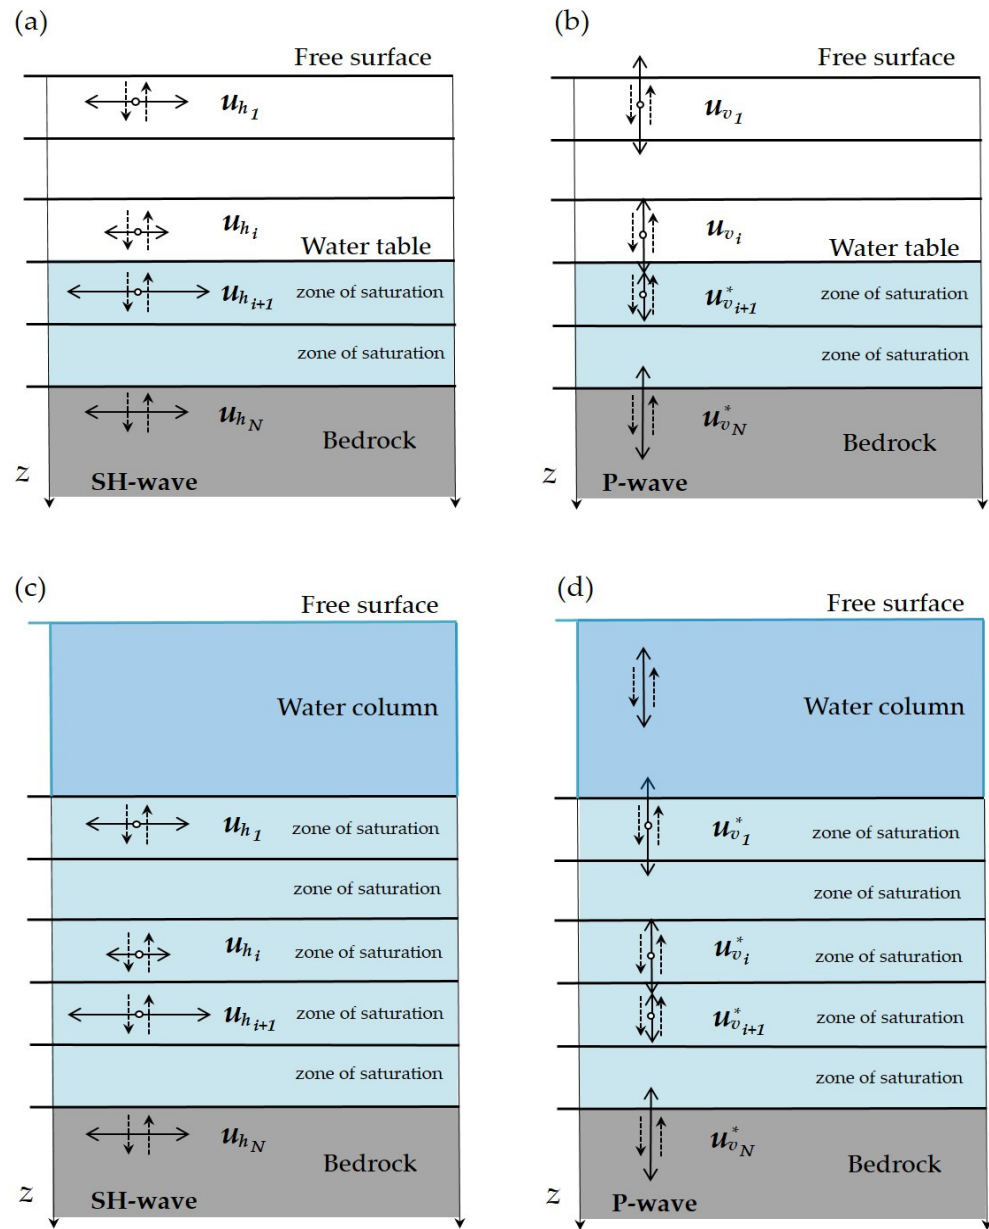 (a)
Free surface
u_{h_1}
u_{h_i}
Water table
u_{h_{i+1}} zone of saturation
zone of saturation
u_{h_N}
Bedrock
z
SH-wave
(b)
Free surface
u_{v_1}
u_{v_i}
Water table
u^*_{v_{i+1}} zone of saturation
zone of saturation
u^*_{v_N}
Bedrock
z
P-wave
(c)
Free surface
Water column
u_{h_1} zone of saturation
zone of saturation
u_{h_i} zone of saturation
u_{h_{i+1}} zone of saturation
zone of saturation
u_{h_N}
Bedrock
z
SH-wave
(d)
Free surface
Water column
u^*_{v_1} zone of saturation
zone of saturation
u^*_{v_i} zone of saturation
u^*_{v_{i+1}} zone of saturation
zone of saturation
u^*_{v_N}
Bedrock
z
P-wave